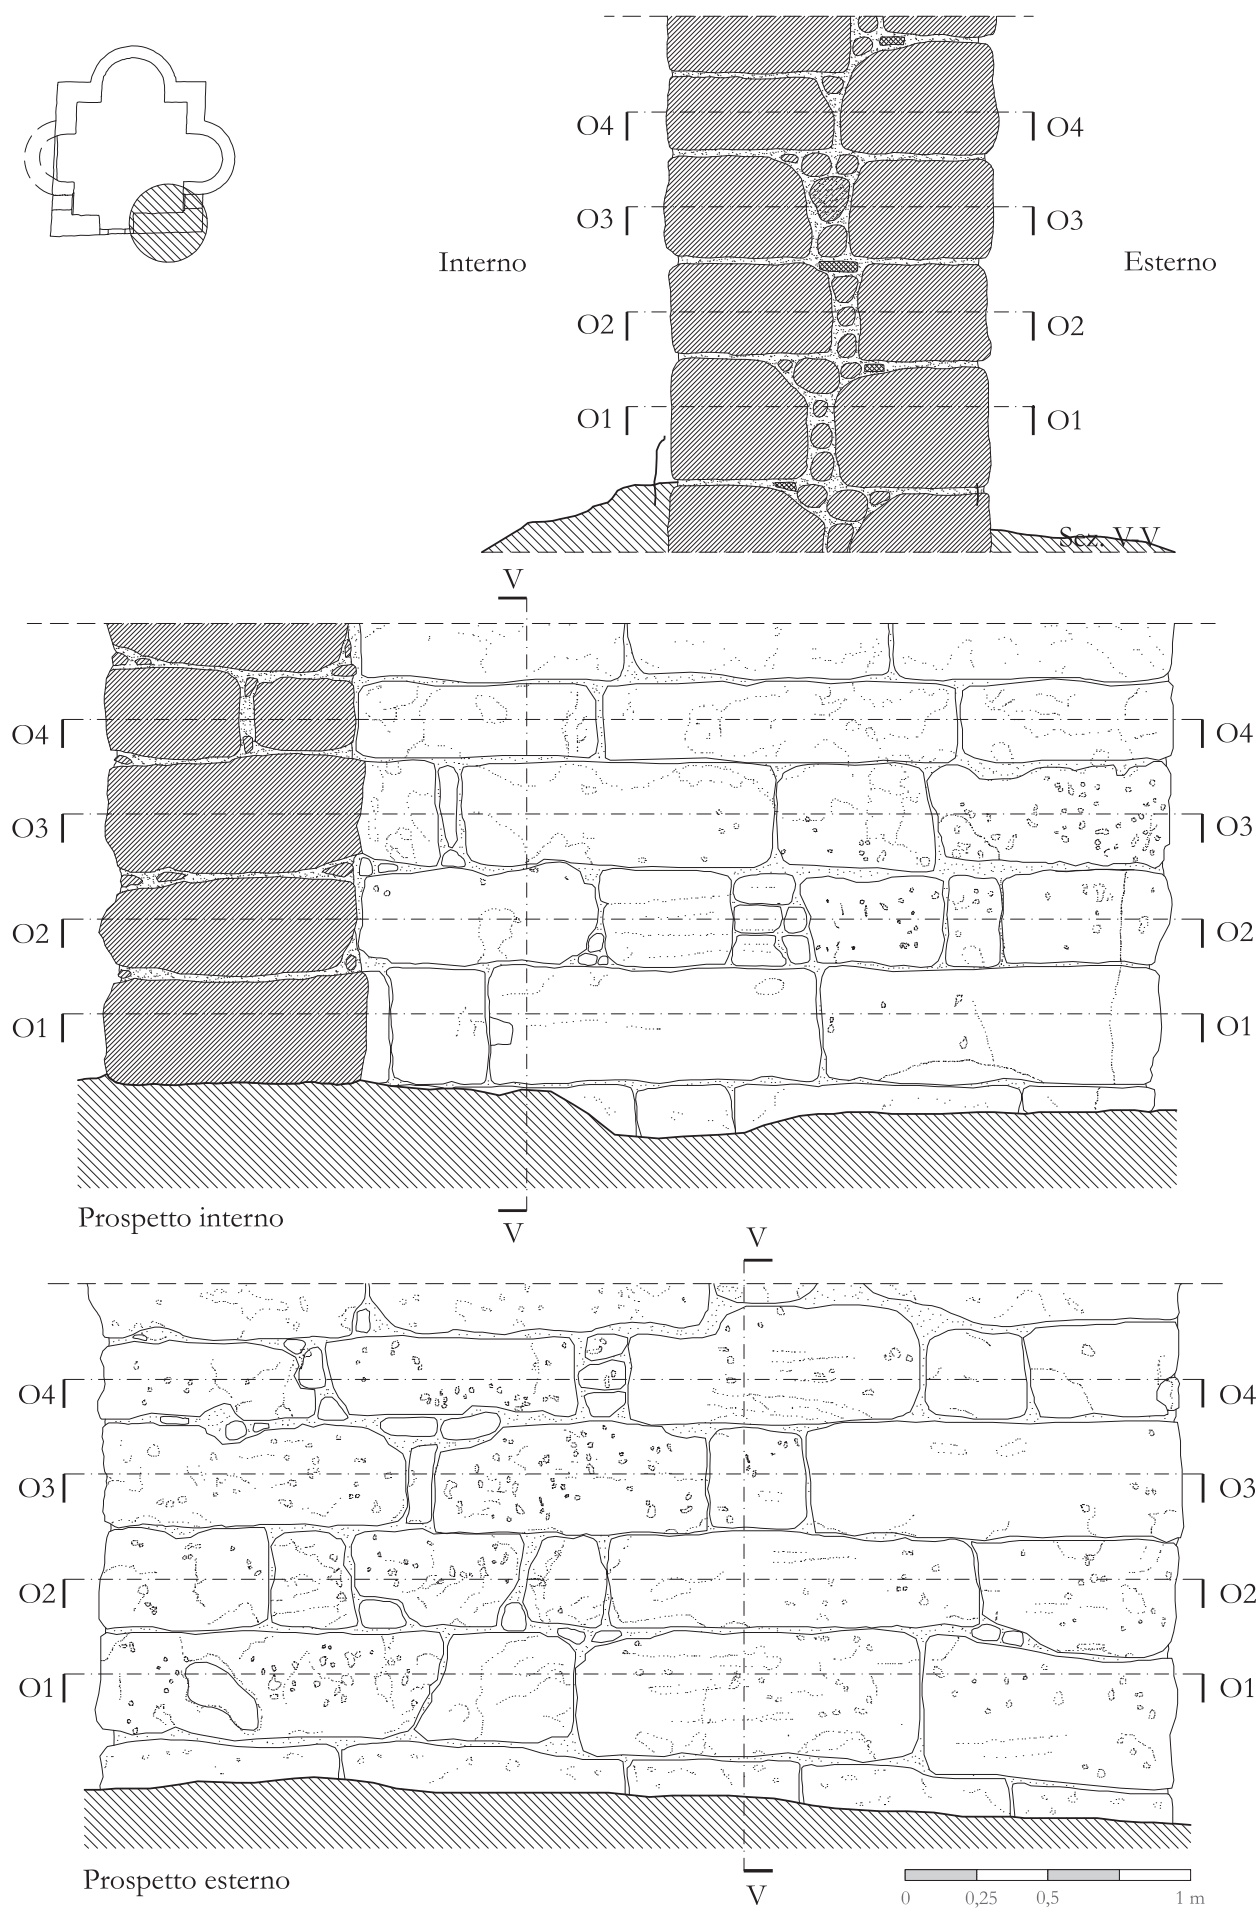 O4 O4
O3 O3
Interno Esterno
O2 O2
O1 O1
Sez. V-V
V
O4 O4
O3 O3
O2 O2
O1 O1
Prospetto interno
V
V
O4 O4
O3 O3
O2 O2
O1 O1
Prospetto esterno
V
0 0,25 0,5 1 m